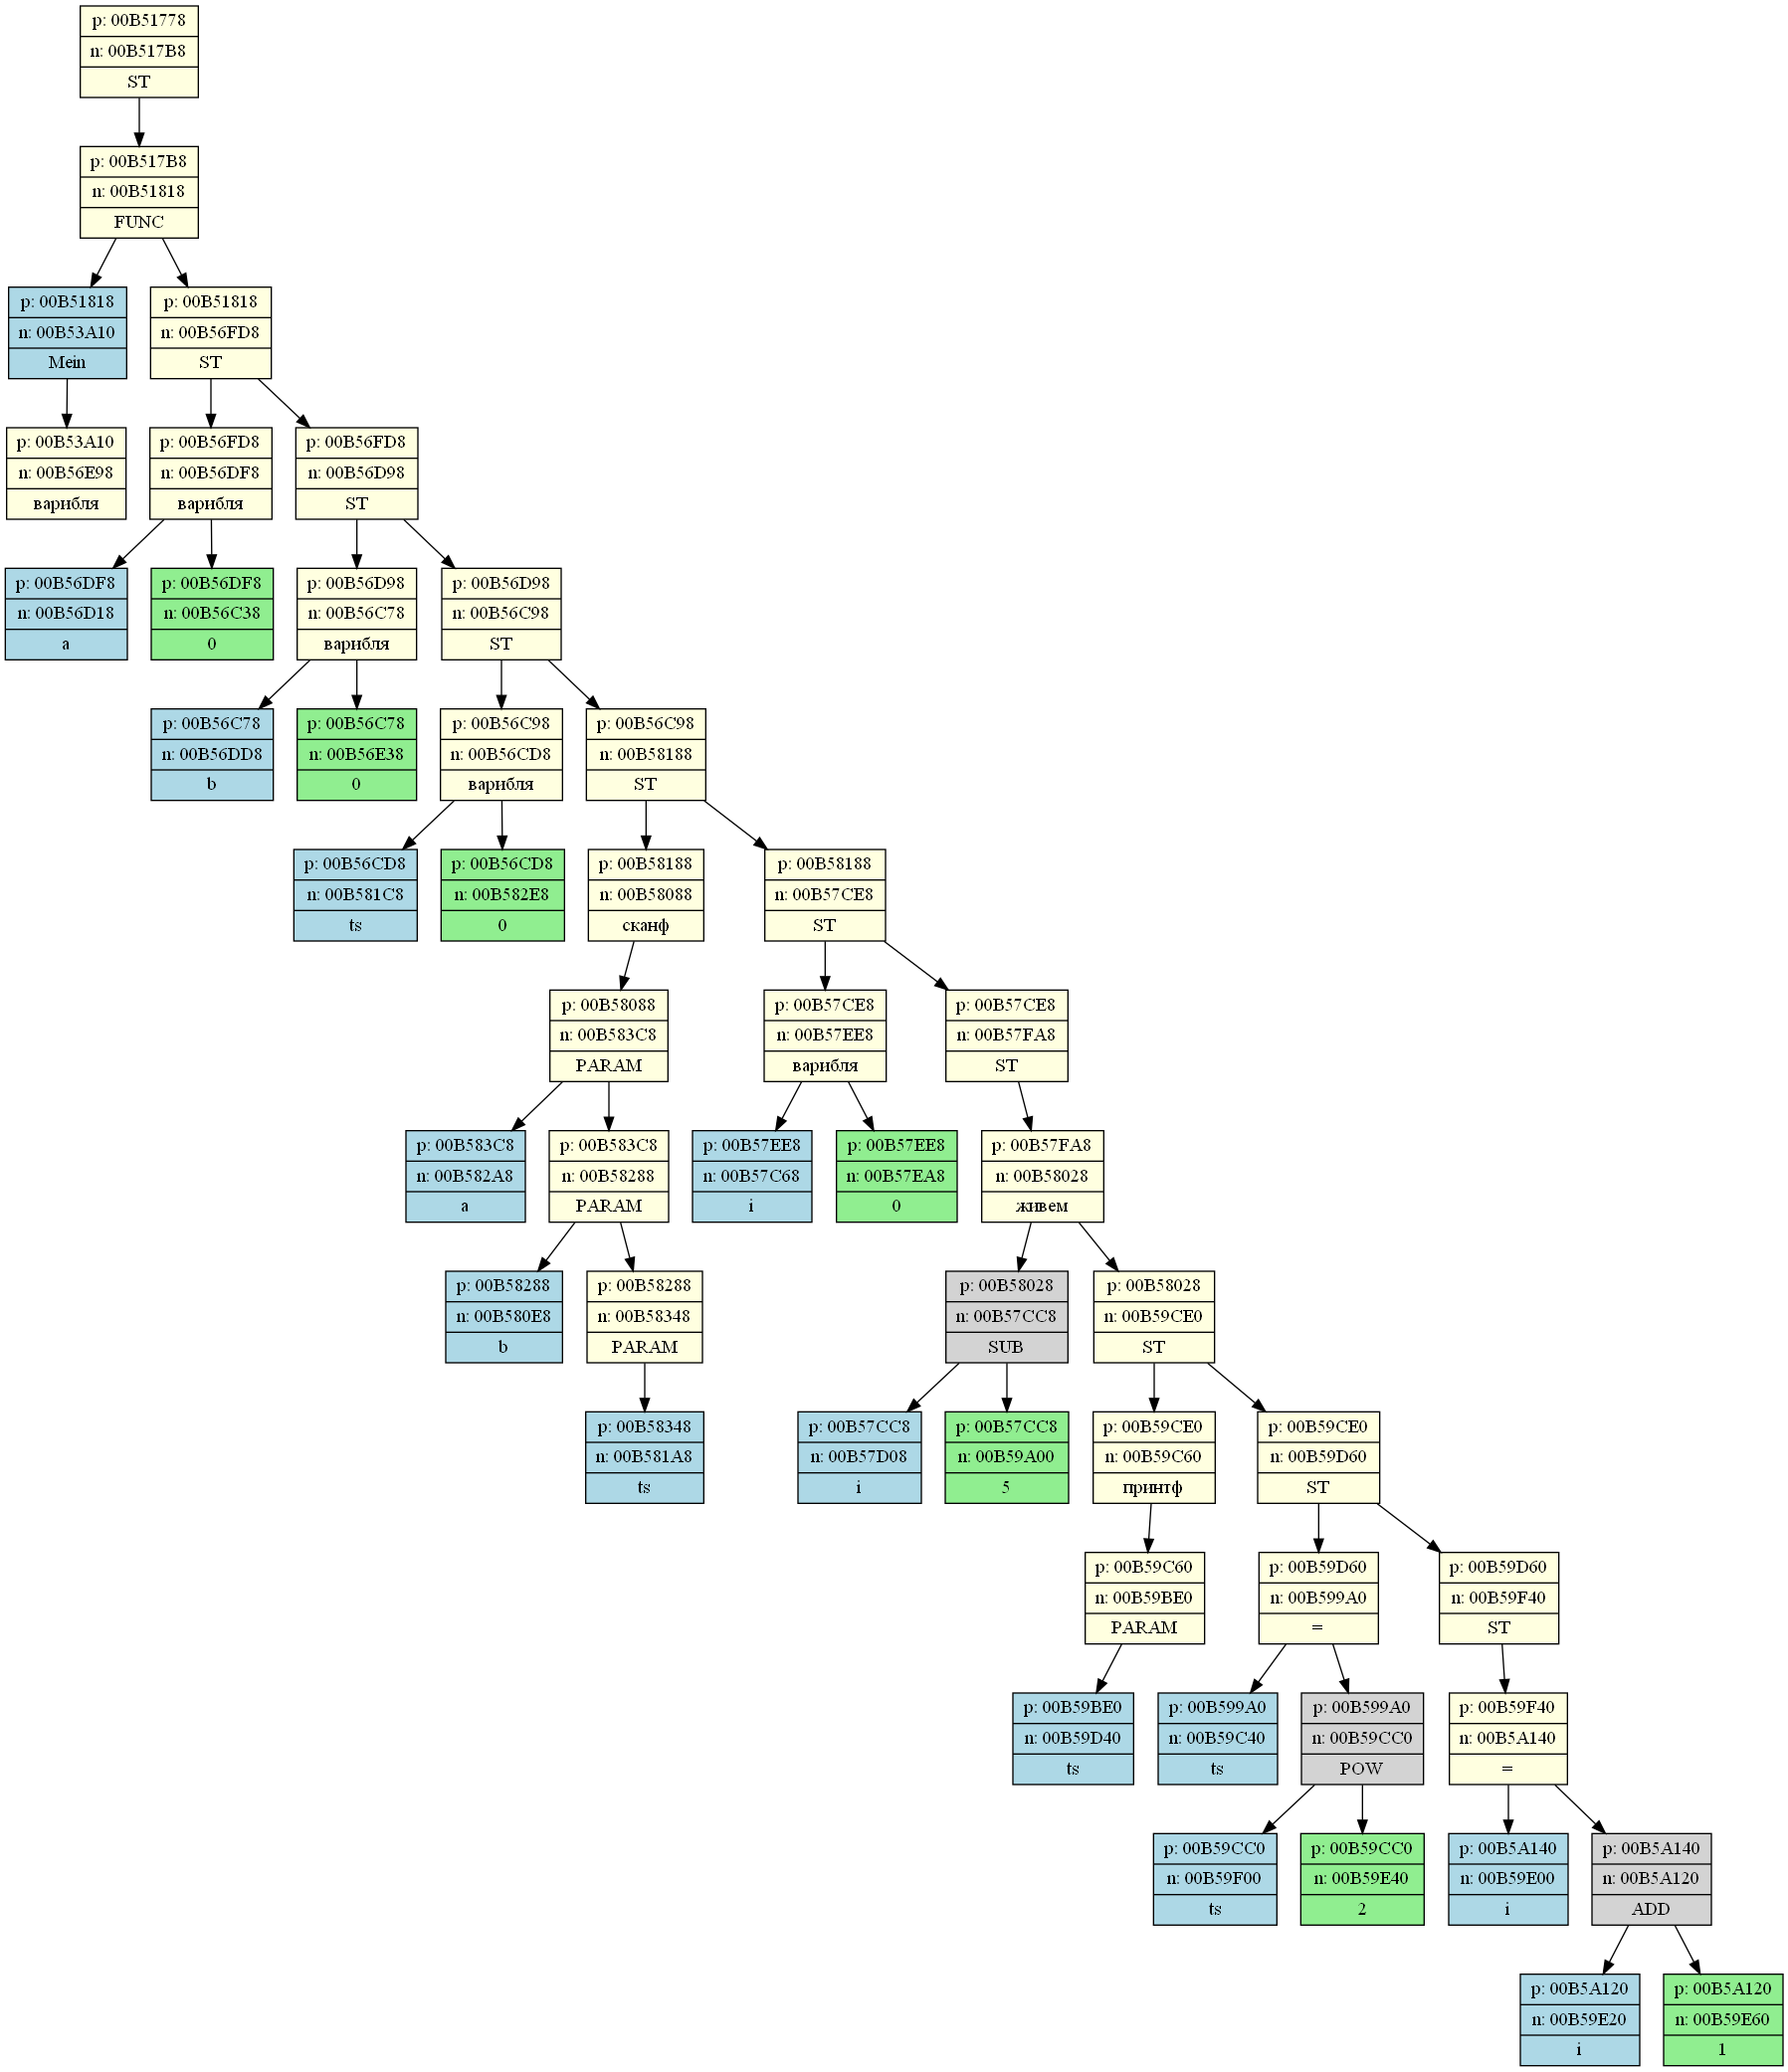 p: 00B51778
n: 00B517B8
ST
p: 00B517B8
n: 00B51818
FUNC
p: 00B51818
n: 00B53A10
Mein
p: 00B51818
n: 00B56FD8
ST
p: 00B53A10
n: 00B56E98
варибля
p: 00B56FD8
n: 00B56DF8
варибля
p: 00B56FD8
n: 00B56D98
ST
p: 00B56DF8
n: 00B56D18
a
p: 00B56DF8
n: 00B56C38
0
p: 00B56D98
n: 00B56C78
варибля
p: 00B56D98
n: 00B56C98
ST
p: 00B56C78
n: 00B56DD8
b
p: 00B56C78
n: 00B56E38
0
p: 00B56C98
n: 00B56CD8
варибля
p: 00B56C98
n: 00B58188
ST
p: 00B56CD8
n: 00B581C8
ts
p: 00B56CD8
n: 00B582E8
0
p: 00B58188
n: 00B58088
сканф
p: 00B58188
n: 00B57CE8
ST
p: 00B58088
n: 00B583C8
PARAM
p: 00B57CE8
n: 00B57EE8
варибля
p: 00B57CE8
n: 00B57FA8
ST
p: 00B583C8
n: 00B582A8
a
p: 00B583C8
n: 00B58288
PARAM
p: 00B57EE8
n: 00B57C68
i
p: 00B57EE8
n: 00B57EA8
0
p: 00B57FA8
n: 00B58028
живем
p: 00B58288
n: 00B580E8
b
p: 00B58288
n: 00B58348
PARAM
p: 00B58028
n: 00B57CC8
SUB
p: 00B58028
n: 00B59CE0
ST
p: 00B58348
n: 00B581A8
ts
p: 00B57CC8
n: 00B57D08
i
p: 00B57CC8
n: 00B59A00
5
p: 00B59CE0
n: 00B59C60
принтф
p: 00B59CE0
n: 00B59D60
ST
p: 00B59C60
n: 00B59BE0
PARAM
p: 00B59D60
n: 00B599A0
=
p: 00B59D60
n: 00B59F40
ST
p: 00B59BE0
n: 00B59D40
ts
p: 00B599A0
n: 00B59C40
ts
p: 00B599A0
n: 00B59CC0
POW
p: 00B59F40
n: 00B5A140
=
p: 00B59CC0
n: 00B59F00
ts
p: 00B59CC0
n: 00B59E40
2
p: 00B5A140
n: 00B59E00
i
p: 00B5A140
n: 00B5A120
ADD
p: 00B5A120
n: 00B59E20
i
p: 00B5A120
n: 00B59E60
1